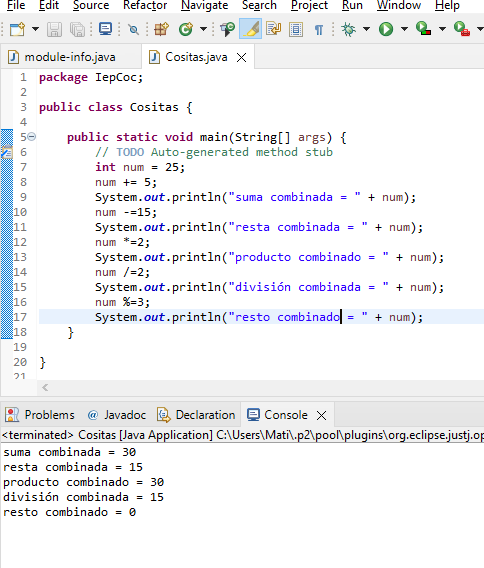 File Edit Source Refactor Navigate Search Project Run Window Help
module-info.java Cositas.java
1 package IepCoc;
2
3 public class Cositas {
4
5 public static void main(String[] args) {
6 // TODO Auto-generated method stub
7 int num = 25;
8 num += 5;
9 System.out.println("suma combinada = " + num);
10 num -=15;
11 System.out.println("resta combinada = " + num);
12 num *=2;
13 System.out.println("producto combinado = " + num);
14 num /=2;
15 System.out.println("división combinada = " + num);
16 num %=3;
17 System.out.println("resto combinado = " + num);
18 }
19
20 }
21
Problems @ Javadoc Declaration Console
<terminated> Cositas [Java Application] C:\Users\Mati\.p2\pool\plugins\org.eclipse.justj.op
suma combinada = 30
resta combinada = 15
producto combinado = 30
división combinada = 15
resto combinado = 0